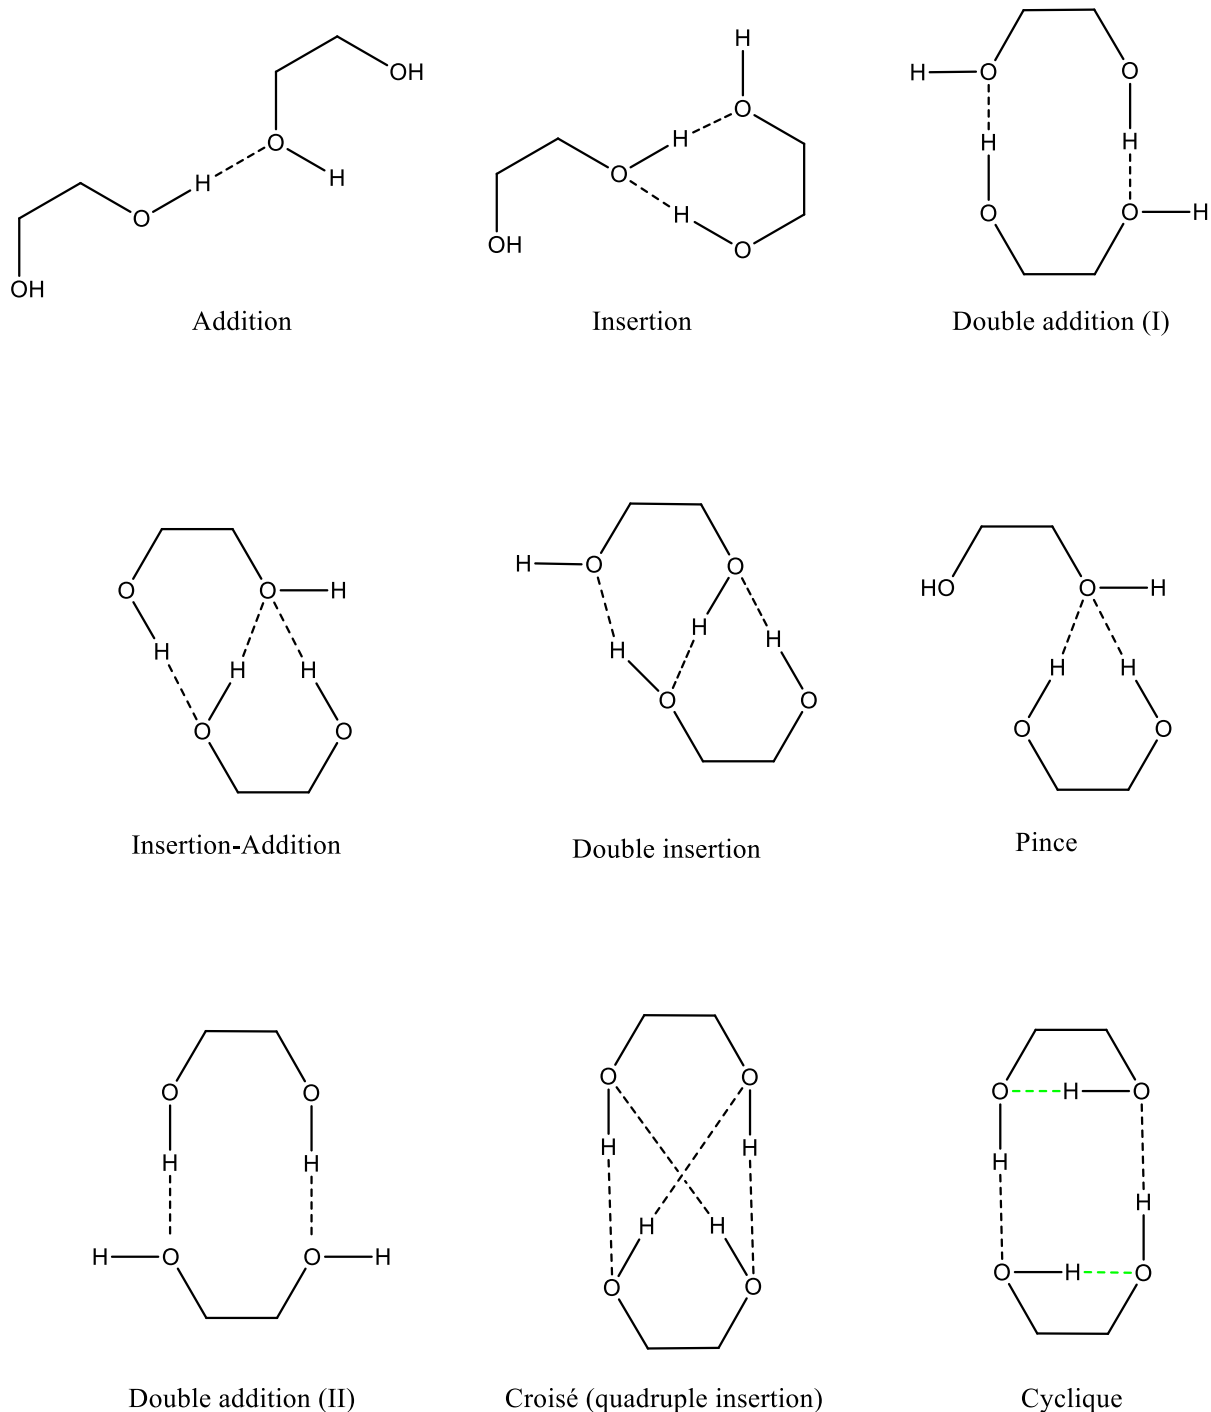 OH
O
H
H
O
OH
Addition
H
O
H
O
H
O
OH
Insertion
H
O
O
H
H
O
O
H
Double addition (I)
O
O
H
H
H
H
O
O
Insertion-Addition
H
O
O
H
H
H
O
O
Double insertion
HO
O
H
H
H
O
O
Pince
O
O
H
H
H
O
O
H
Double addition (II)
O
O
H
H
H
H
O
O
Croisé (quadruple insertion)
O
H
O
H
H
O
H
O
Cyclique